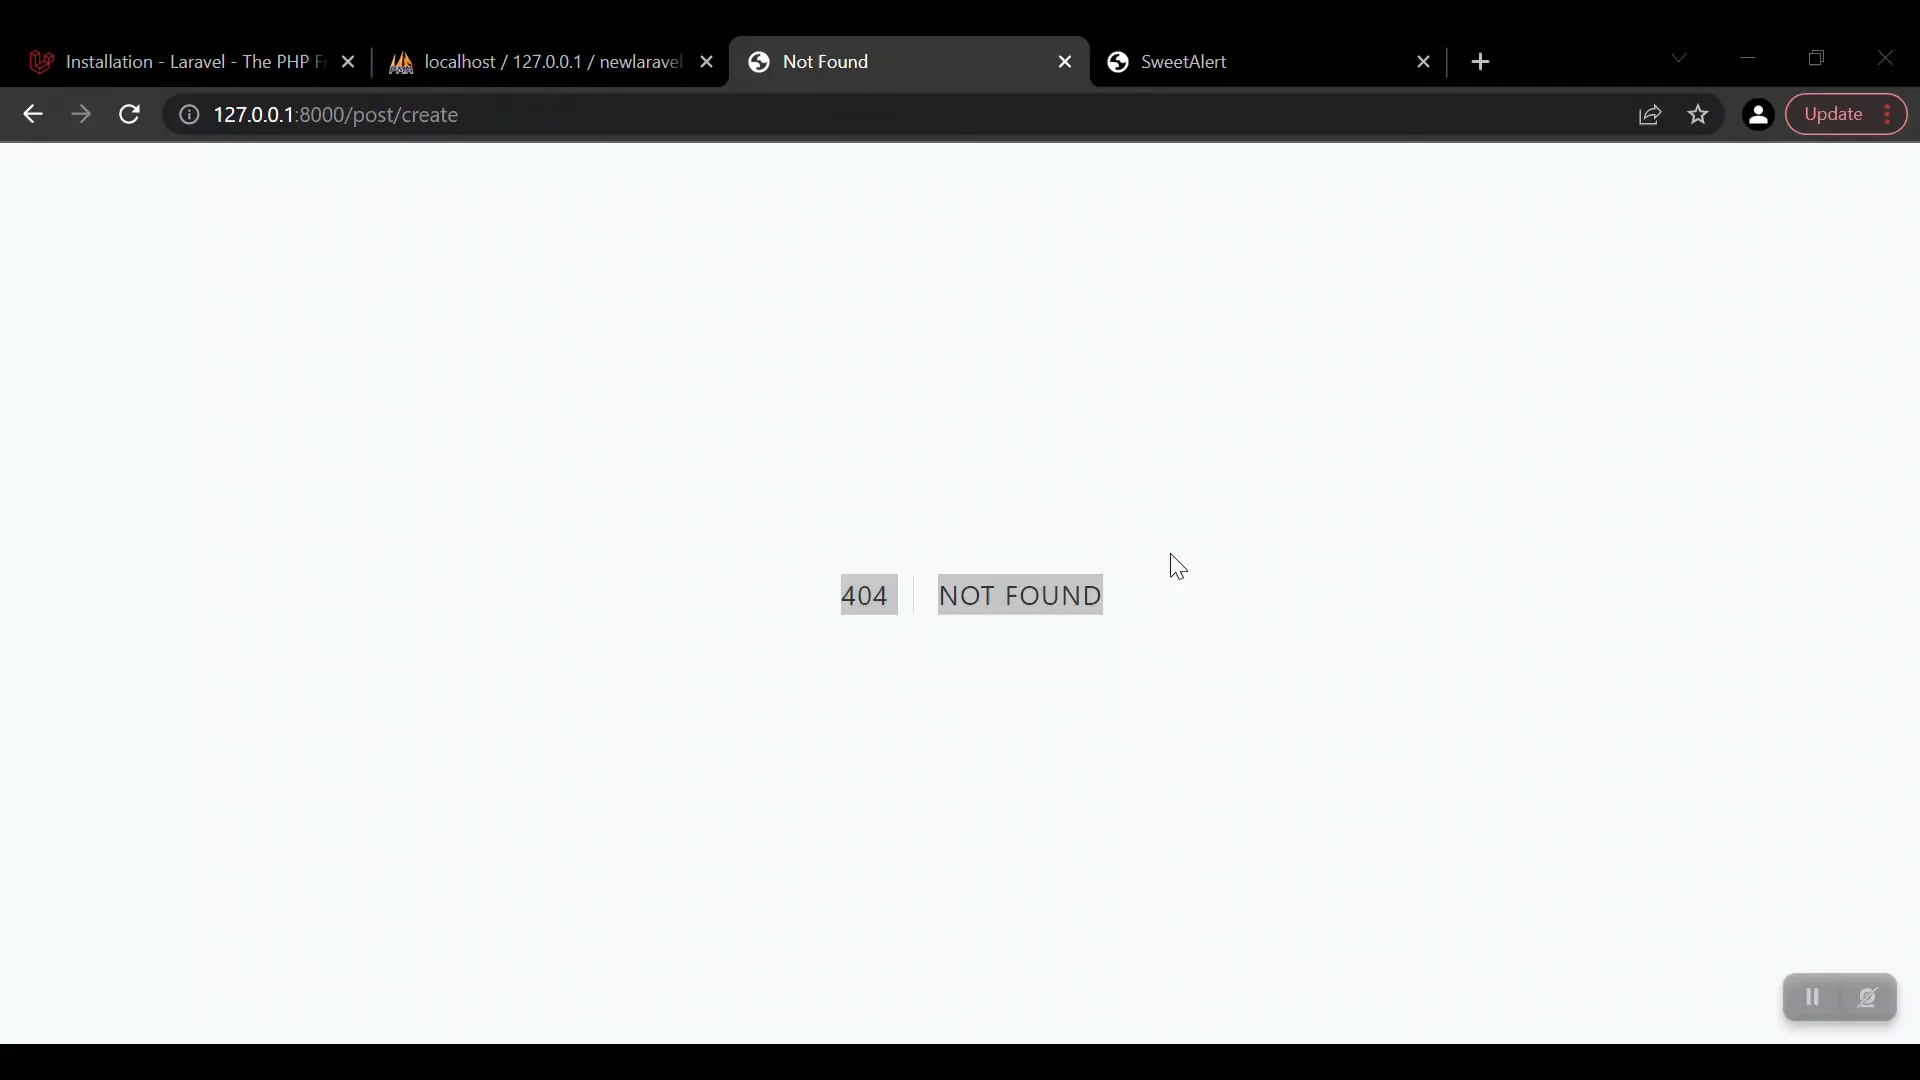 Installation - Laravel - The PHP Fr
localhost / 127.0.0.1 / newlaravel
Not Found
SweetAlert
127.0.0.1:8000/post/create
Update
404
NOT FOUND